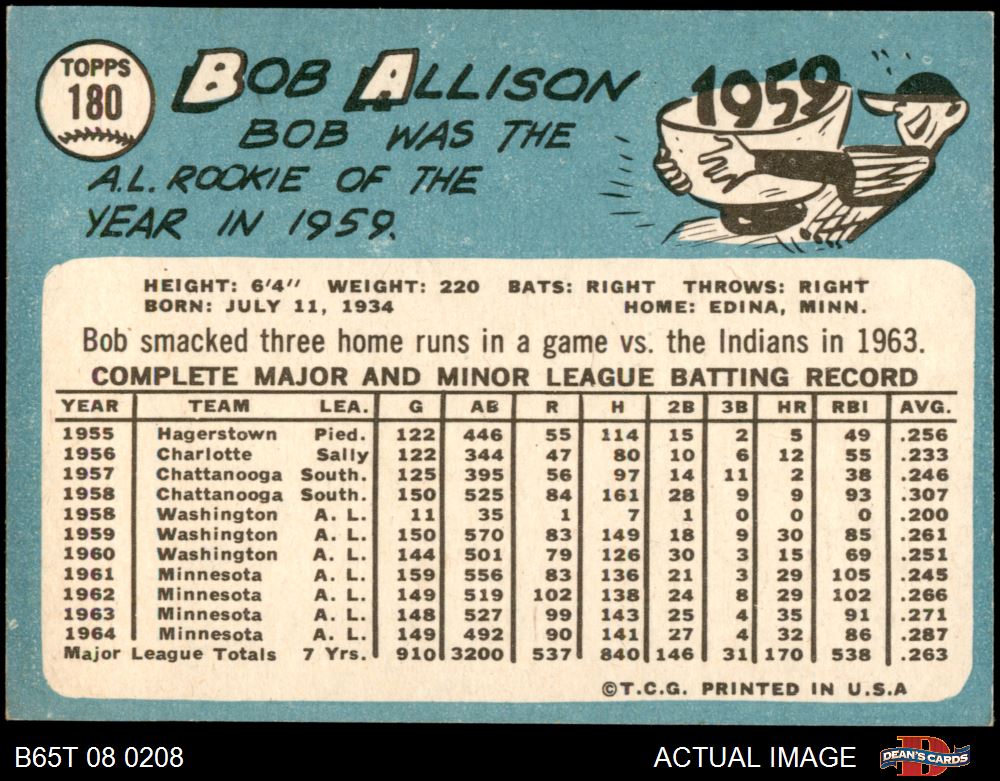 TOPPS
180
BOB ALLISON
BOB WAS THE
A.L. ROOKIE OF THE
YEAR IN 1959.
1959
HEIGHT: 6'4" WEIGHT: 220 BATS: RIGHT THROWS: RIGHT
BORN: JULY 11, 1934 HOME: EDINA, MINN.
Bob smacked three home runs in a game vs. the Indians in 1963.
COMPLETE MAJOR AND MINOR LEAGUE BATTING RECORD
YEAR TEAM LEA. G AB R H 2B 3B HR RBI AVG.
1955 Hagerstown Pied. 122 446 55 114 15 2 5 49 .256
1956 Charlotte Sally 122 344 47 80 10 6 12 55 .233
1957 Chattanooga South. 125 395 56 97 14 11 2 38 .246
1958 Chattanooga South. 150 525 84 161 28 9 9 93 .307
1958 Washington A. L. 11 35 1 7 1 0 0 0 .200
1959 Washington A. L. 150 570 83 149 18 9 30 85 .261
1960 Washington A. L. 144 501 79 126 30 3 15 69 .251
1961 Minnesota A. L. 159 556 83 136 21 3 29 105 .245
1962 Minnesota A. L. 149 519 102 138 24 8 29 102 .266
1963 Minnesota A. L. 148 527 99 143 25 4 35 91 .271
1964 Minnesota A. L. 149 492 90 141 27 4 32 86 .287
Major League Totals 7 Yrs. 910 3200 537 840 146 31 170 538 .263
©T.C.G. PRINTED IN U.S.A
B65T 08 0208 ACTUAL IMAGE DEAN'S CARDS